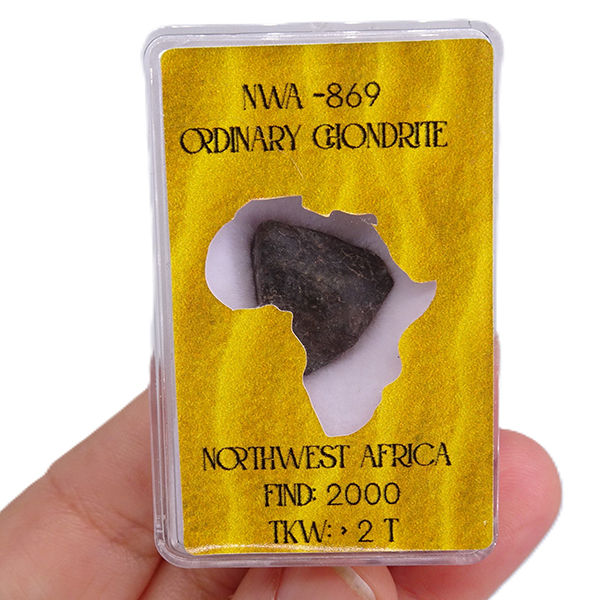 NWA -869
ORDINARY CHONDRITE
NORTHWEST AFRICA
FIND: 2000
TKW: > 2 T